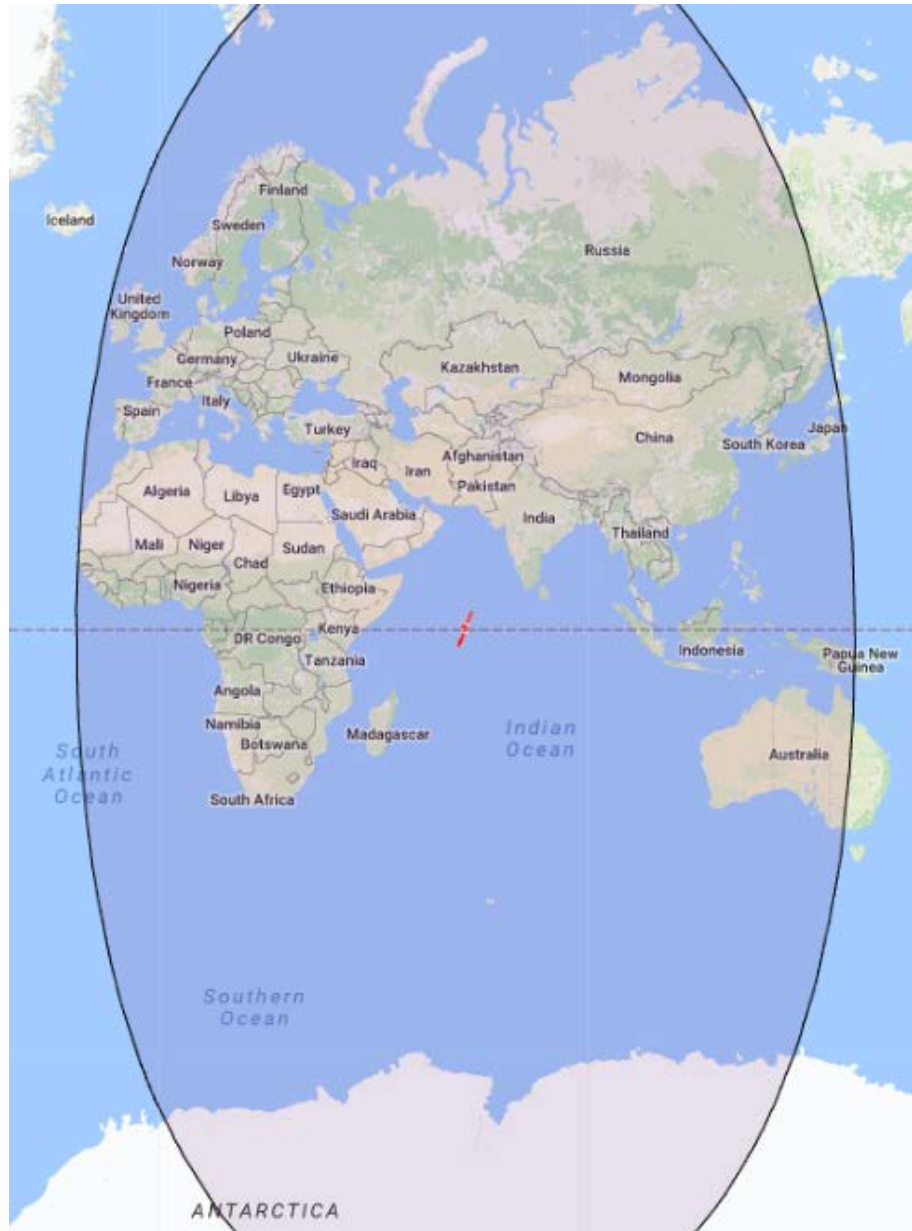 Finland
Iceland
Sweden
Norway
Russia
United
Kingdom
Poland
Germany
Ukraine
France
Kazakhstan
Mongolia
Italy
Spain
Turkey
Japan
China
South Korea
Afghanistan
Iraq
Iran
Pakistan
Algeria
Libya
Egypt
Saudi Arabia
India
Thailand
Mali
Niger
Sudan
Chad
Nigeria
Ethiopia
Kenya
DR Congo
Indonesia
Papua New
Guinea
Tanzania
Angola
Namibia
Botswana
Madagascar
Indian
Ocean
South
Atlantic
Ocean
Australia
South Africa
Southern
Ocean
ANTARCTICA